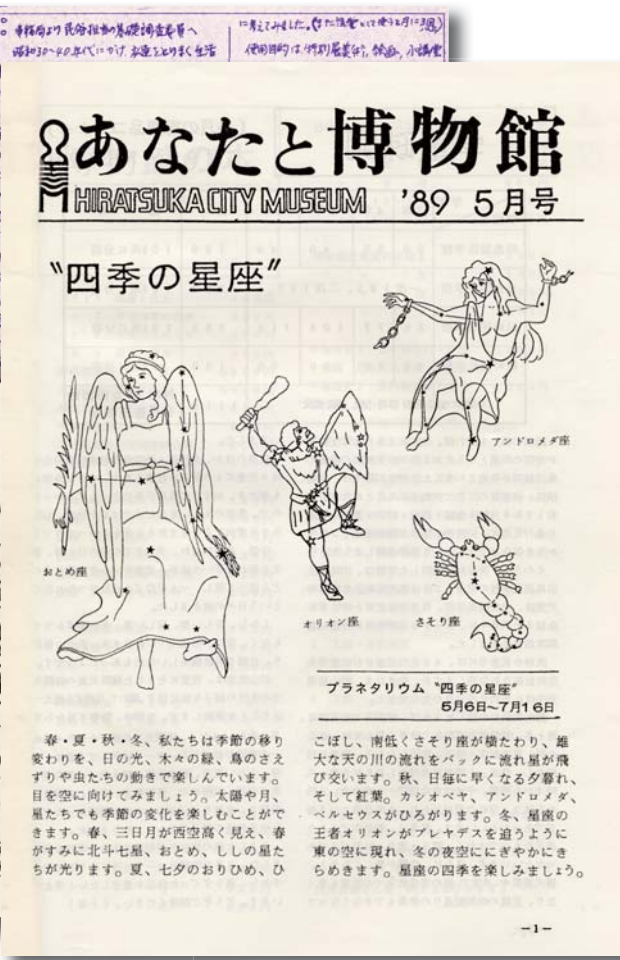 事務局より民俗担当の基礎調査委員へ
昭和30~40年代にかけ、水運をとりまく生活
に考えてみました。
使用目的は、特別展、美術、絵画、小講堂
あなたと博物館
HIRATSUKA CITY MUSEUM '89 5月号
“四季の星座”
アンドロメダ座
おとめ座
オリオン座
さそり座
プラネタリウム “四季の星座”
5月6日~7月16日
春・夏・秋・冬、私たちは季節の移り
変わりを、日の光、木々の緑、鳥のさえ
ずりや虫たちの動きで楽しんでいます。
目を空に向けてみましょう。太陽や月、
星たちでも季節の変化を楽しむことがで
きます。春、三日月が西空高く見え、春
がすみに北斗七星、おとめ、ししの星た
ちが光ります。夏、七夕のおりひめ、ひ
こぼし、南低くさそり座が横たわり、雄
大な天の川の流れをバックに流れ星が飛
び交います。秋、日毎に早くなる夕暮れ、
そして紅葉。カシオペヤ、アンドロメダ、
ペルセウスがひろがります。冬、星座の
王者オリオンがプレヤデスを追うように
東の空に現れ、冬の夜空ににぎやかにき
らめきます。星座の四季を楽しみましょう。
-1-